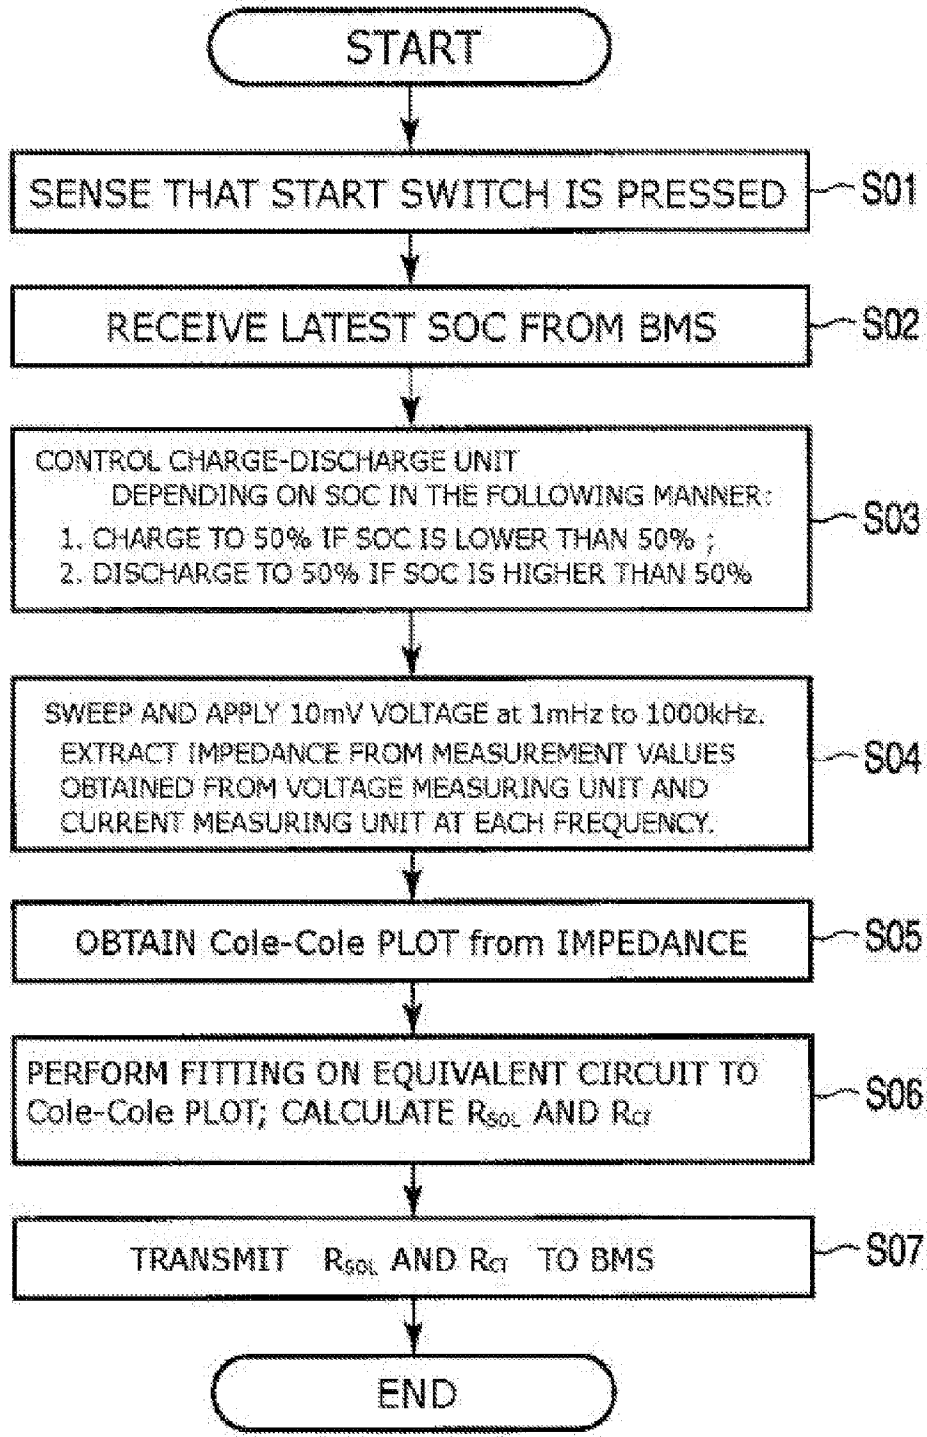 START
SENSE THAT START SWITCH IS PRESSED
S01
RECEIVE LATEST SOC FROM BMS
S02
CONTROL CHARGE-DISCHARGE UNIT
DEPENDING ON SOC IN THE FOLLOWING MANNER:
1. CHARGE TO 50% IF SOC IS LOWER THAN 50% ;
2. DISCHARGE TO 50% IF SOC IS HIGHER THAN 50%
S03
SWEEP AND APPLY 10mV VOLTAGE at 1mHz to 1000kHz.
EXTRACT IMPEDANCE FROM MEASUREMENT VALUES
OBTAINED FROM VOLTAGE MEASURING UNIT AND
CURRENT MEASURING UNIT AT EACH FREQUENCY.
S04
OBTAIN Cole-Cole PLOT from IMPEDANCE
S05
PERFORM FITTING ON EQUIVALENT CIRCUIT TO
Cole-Cole PLOT; CALCULATE RSOL AND RCT
S06
TRANSMIT RSOL AND RCT TO BMS
S07
END